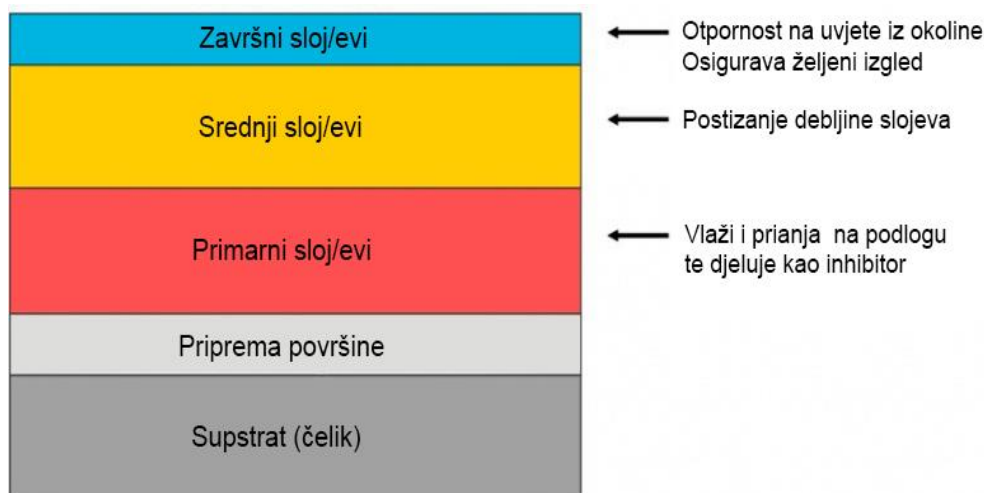 Završni sloj/evi
Otpornost na uvjete iz okoline
Osigurava željeni izgled
Srednji sloj/evi
Postizanje debljine slojeva
Primarni sloj/evi
Vlaži i prianja na podlogu
te djeluje kao inhibitor
Priprema površine
Supstrat (čelik)